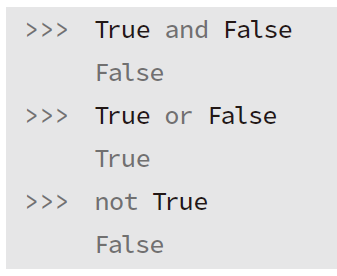 >>> True and False
False
>>> True or False
True
>>> not True
False